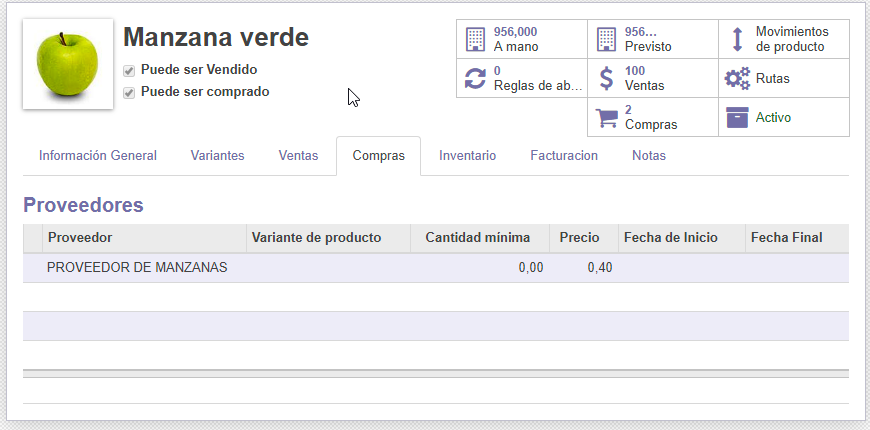 Manzana verde
Puede ser Vendido
Puede ser comprado
956,000
A mano
956...
Previsto
Movimientos
de producto
0
Reglas de ab...
100
Ventas
Rutas
2
Compras
Activo
Información General Variantes Ventas Compras Inventario Facturacion Notas
Proveedores
Proveedor Variante de producto Cantidad mínima Precio Fecha de Inicio Fecha Final
PROVEEDOR DE MANZANAS 0,00 0,40